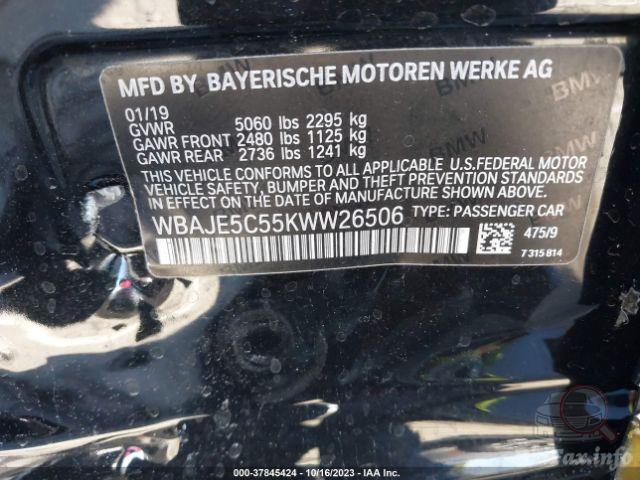 MFD BY BAYERISCHE MOTOREN WERKE AG
01/19
GVWR 5060 lbs 2295 kg
GAWR FRONT 2480 lbs 1125 kg
GAWR REAR 2736 lbs 1241 kg
THIS VEHICLE CONFORMS TO ALL APPLICABLE U.S.FEDERAL MOTOR
VEHICLE SAFETY, BUMPER AND THEFT PREVENTION STANDARDS
IN EFFECT ON THE DATE OF MANUFACTURE SHOWN ABOVE.
WBAJE5C55KWW26506 TYPE: PASSENGER CAR
475/9
7 315 814
BMW
BMW
BMW
000-37845424 - 10/16/2023 - IAA Inc.